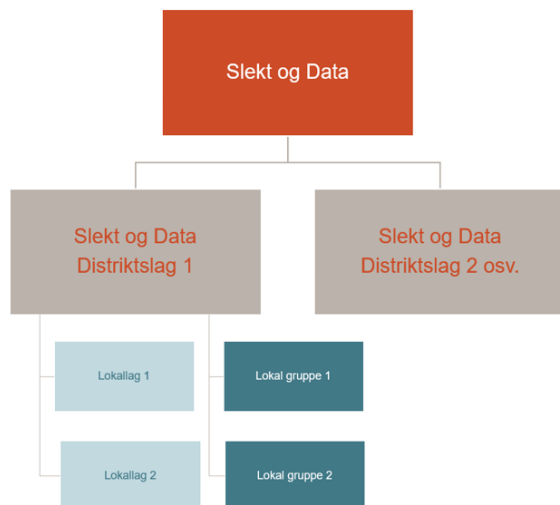 Slekt og Data
Slekt og Data
Distriktslag 1
Slekt og Data
Distriktslag 2 osv.
Lokallag 1
Lokal gruppe 1
Lokallag 2
Lokal gruppe 2